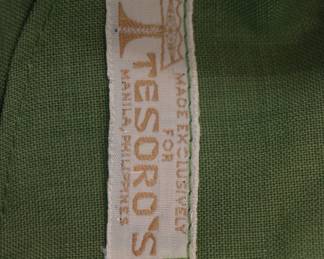 MADE EXCLUSIVELY
FOR
TESORO'S
MANILA, PHILIPPINES